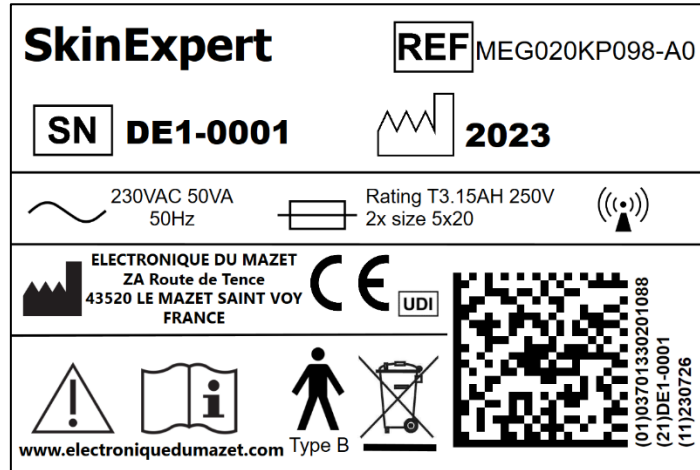 SkinExpert
REF MEG020KP098-A0
SN DE1-0001
2023
230VAC 50VA
50Hz
Rating T3.15AH 250V
2x size 5x20
ELECTRONIQUE DU MAZET
ZA Route de Tence
43520 LE MAZET SAINT VOY
FRANCE
CE
UDI
(01)03701330201088
(21)DE1-0001
(11)230726
www.electroniquedumazet.com
Type B